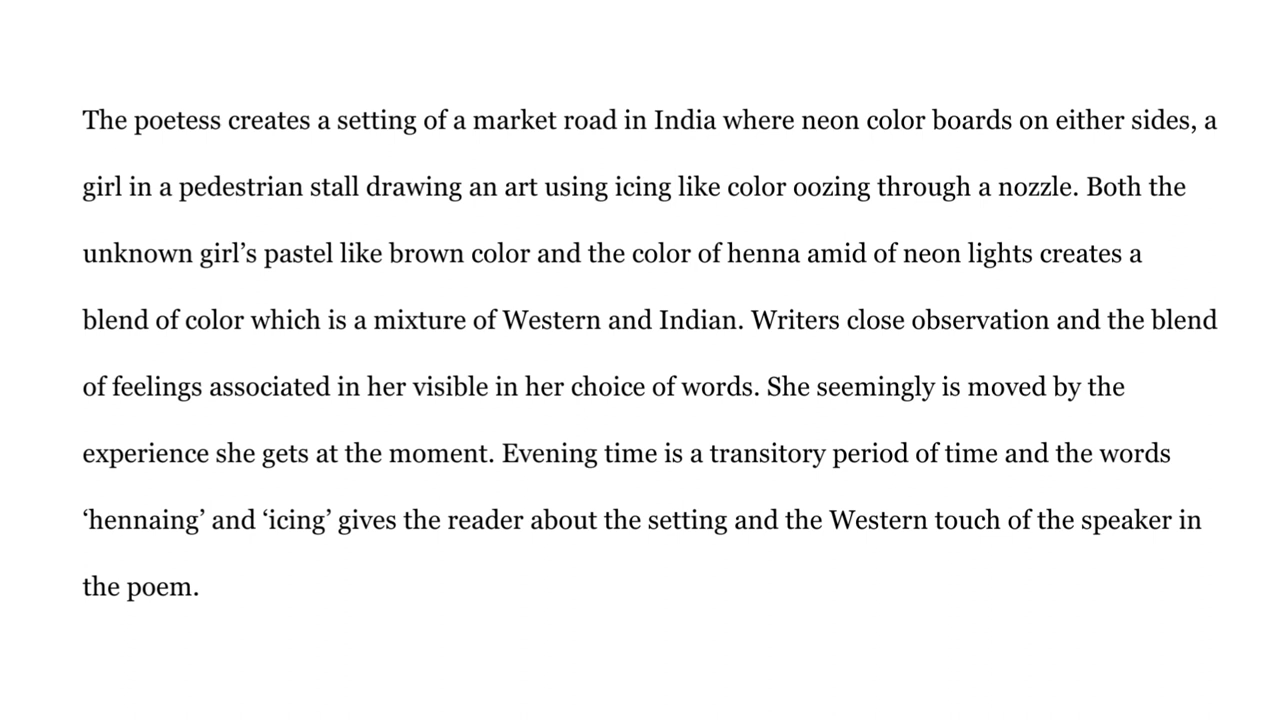 The poetess creates a setting of a market road in India where neon color boards on either sides, a
girl in a pedestrian stall drawing an art using icing like color oozing through a nozzle. Both the
unknown girl’s pastel like brown color and the color of henna amid of neon lights creates a
blend of color which is a mixture of Western and Indian. Writers close observation and the blend
of feelings associated in her visible in her choice of words. She seemingly is moved by the
experience she gets at the moment. Evening time is a transitory period of time and the words
‘hennaing’ and ‘icing’ gives the reader about the setting and the Western touch of the speaker in
the poem.